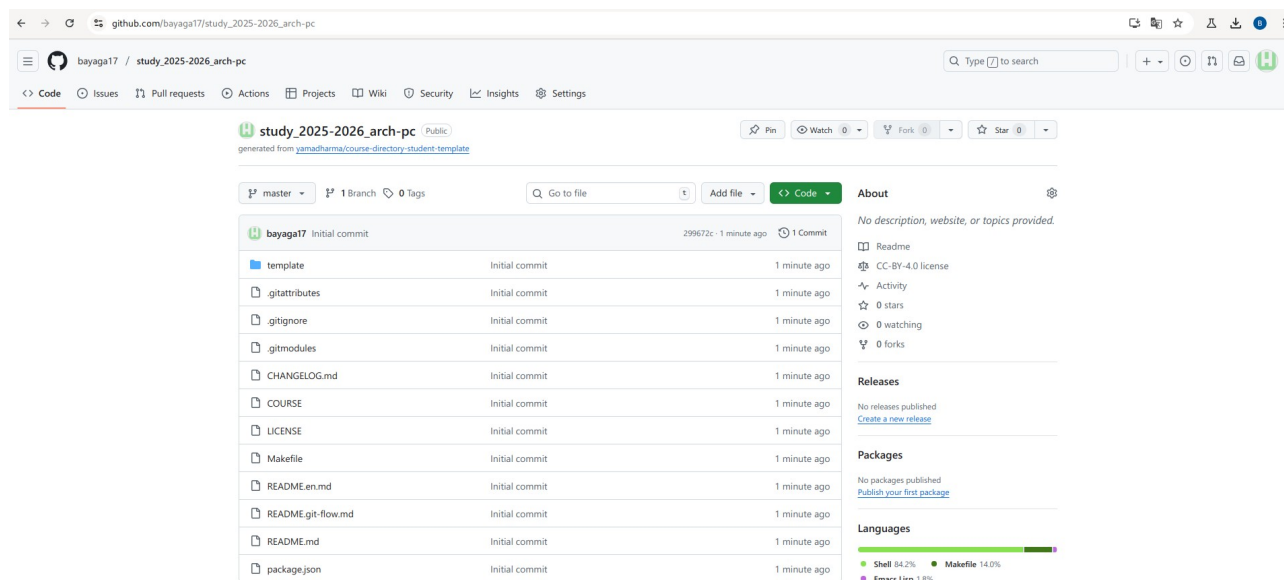 github.com/bayaga17/study_2025-2026_arch-pc
B
bayaga17 / study_2025-2026_arch-pc
Type / to search
Code Issues Pull requests Actions Projects Wiki Security Insights Settings
study_2025-2026_arch-pc Public
Pin Watch 0 Fork 0 Star 0
generated from yamadharma/course-directory-student-template
master 1 Branch 0 Tags Go to file t Add file Code
bayaga17 Initial commit 299672c · 1 minute ago 1 Commit
template Initial commit 1 minute ago
.gitattributes Initial commit 1 minute ago
.gitignore Initial commit 1 minute ago
.gitmodules Initial commit 1 minute ago
CHANGELOG.md Initial commit 1 minute ago
COURSE Initial commit 1 minute ago
LICENSE Initial commit 1 minute ago
Makefile Initial commit 1 minute ago
README.en.md Initial commit 1 minute ago
README.git-flow.md Initial commit 1 minute ago
README.md Initial commit 1 minute ago
package.json Initial commit 1 minute ago
About
No description, website, or topics provided.
Readme
CC-BY-4.0 license
Activity
0 stars
0 watching
0 forks
Releases
No releases published
Create a new release
Packages
No packages published
Publish your first package
Languages
Shell 84.2% Makefile 14.0%
Emacs Lisp 1.8%